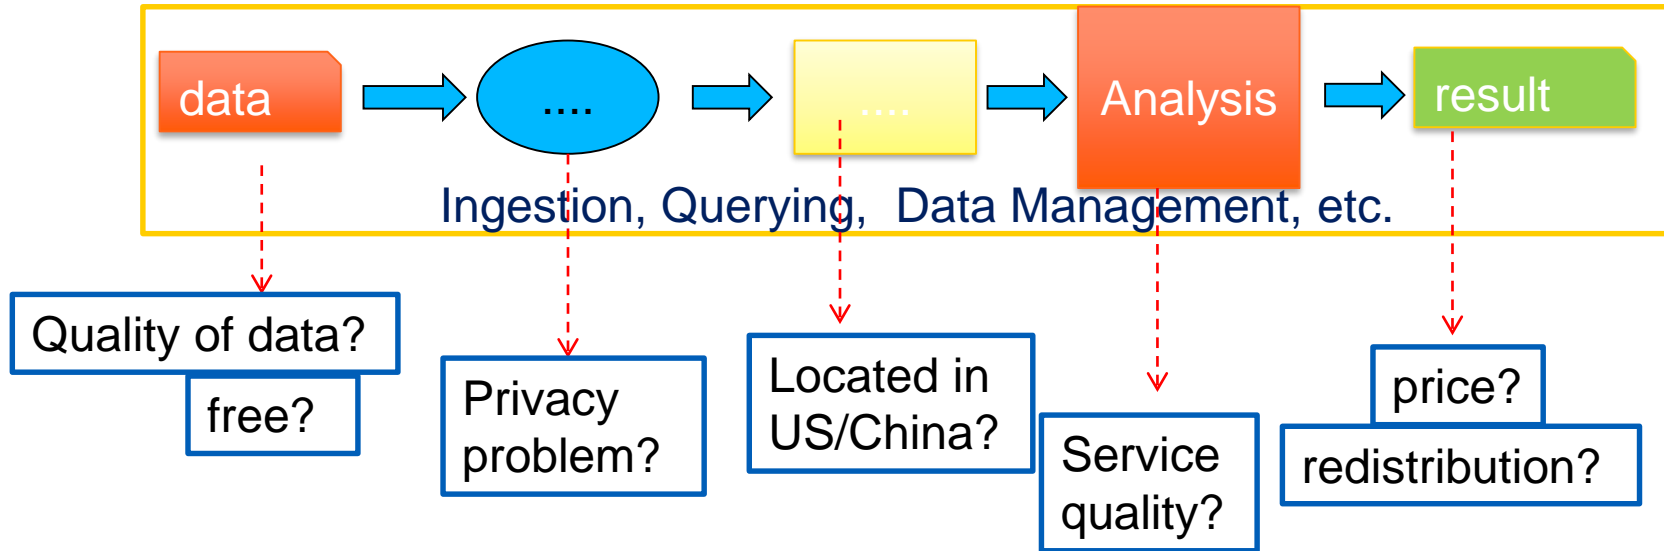 data
....
....
Analysis
result
Ingestion, Querying,  Data Management, etc.
Quality of data?
free?
Privacy
problem?
Located in
US/China?
Service
quality?
price?
redistribution?